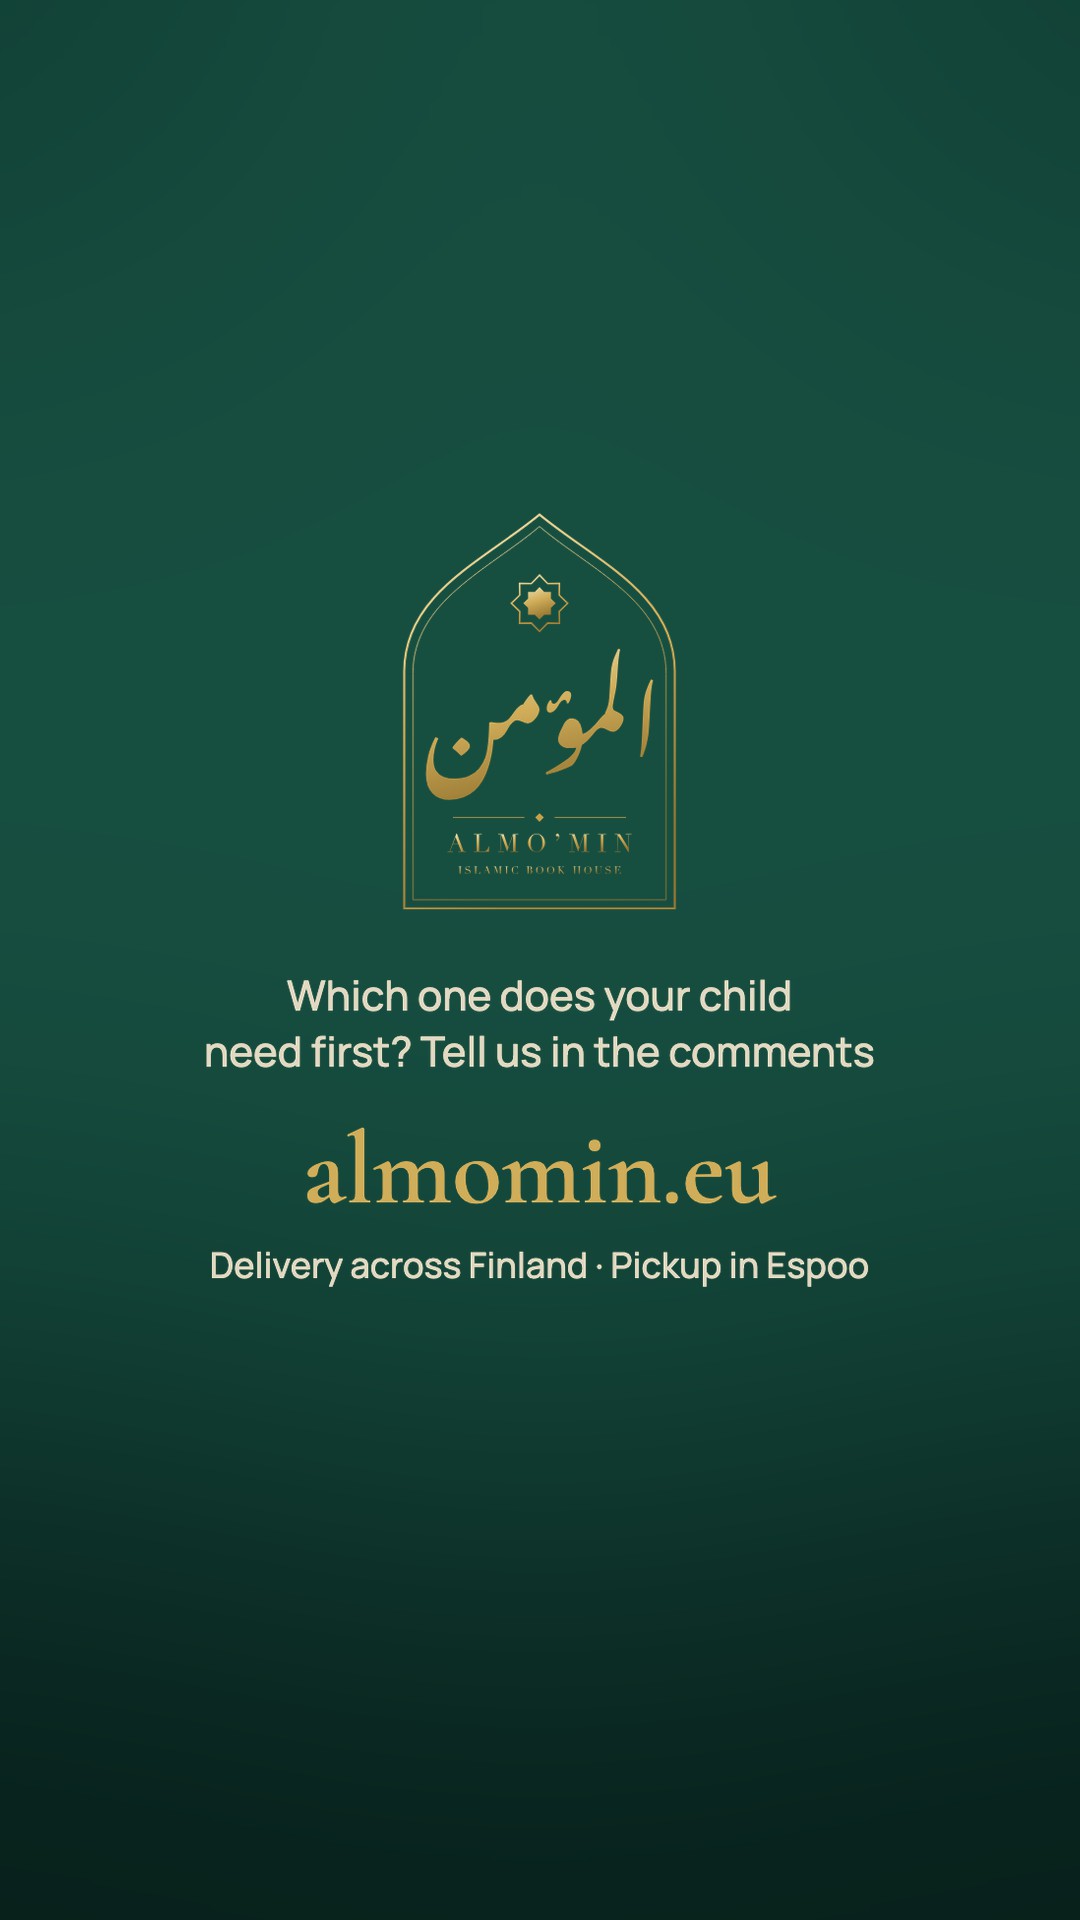 المؤمن
ALMO’MIN
ISLAMIC BOOK HOUSE
Which one does your child
need first? Tell us in the comments
almomin.eu
Delivery across Finland · Pickup in Espoo